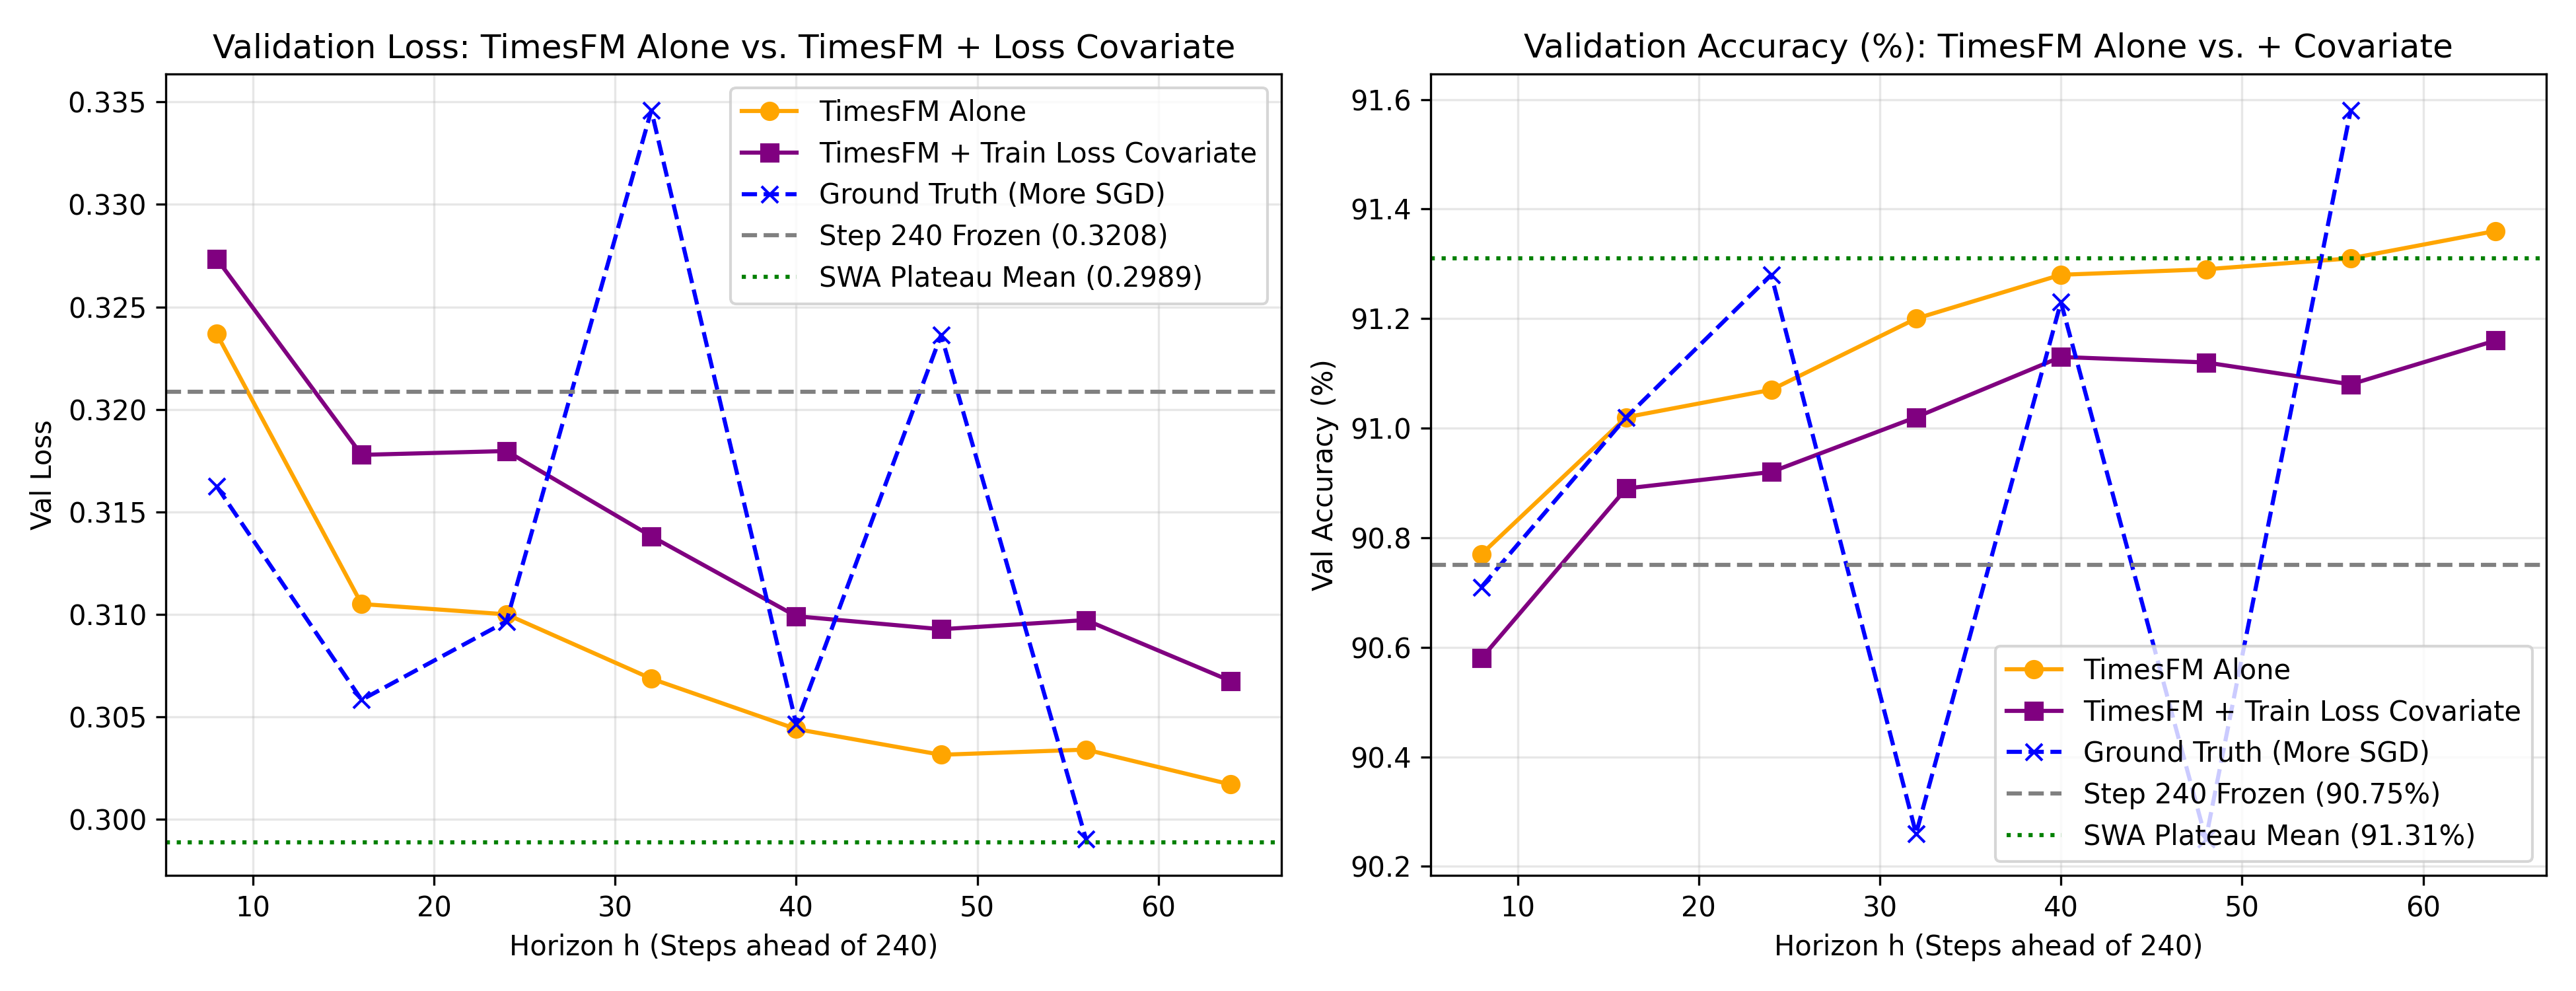 Validation Loss: TimesFM Alone vs. TimesFM + Loss Covariate
0.335
0.330
0.325
0.320
0.315
0.310
0.305
0.300
Val Loss
TimesFM Alone
TimesFM + Train Loss Covariate
Ground Truth (More SGD)
Step 240 Frozen (0.3208)
SWA Plateau Mean (0.2989)
10 20 30 40 50 60
Horizon h (Steps ahead of 240)
Validation Accuracy (%): TimesFM Alone vs. + Covariate
91.6
91.4
91.2
91.0
90.8
90.6
90.4
90.2
Val Accuracy (%)
TimesFM Alone
TimesFM + Train Loss Covariate
Ground Truth (More SGD)
Step 240 Frozen (90.75%)
SWA Plateau Mean (91.31%)
10 20 30 40 50 60
Horizon h (Steps ahead of 240)